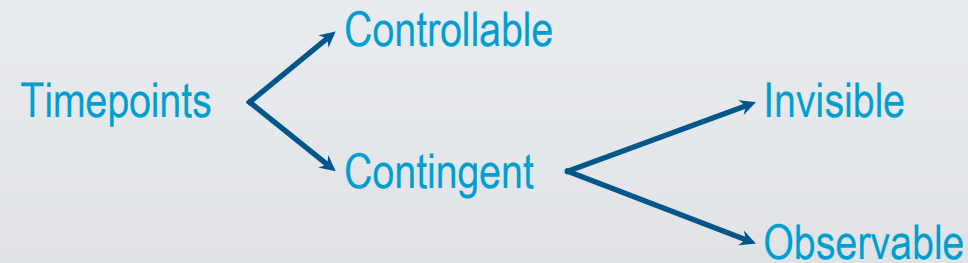 Controllable
Timepoints
Invisible
Contingent
Observable